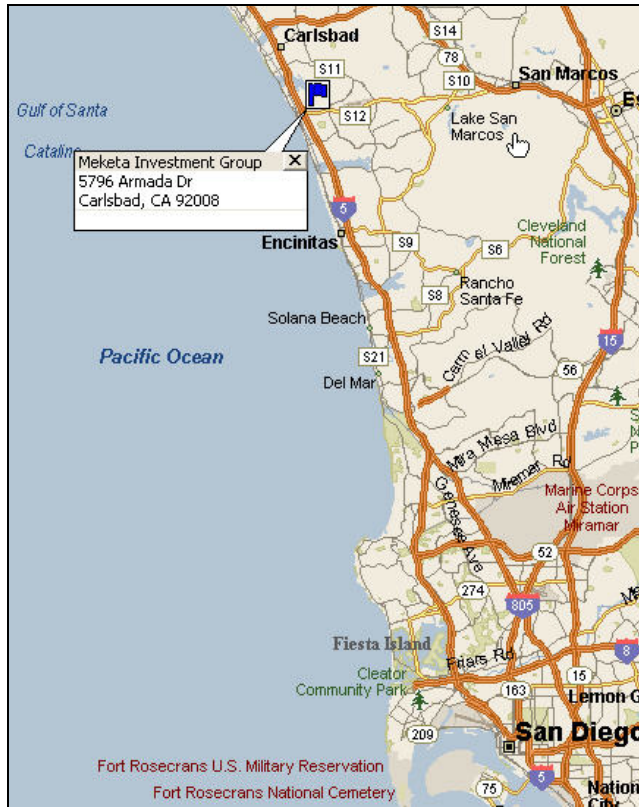 Carlsbad
S14
78
S11
S10
San Marcos
Gulf of Santa
S12
Lake San
Marcos
Meketa Investment Group
5796 Armada Dr
Carlsbad, CA 92008
5
Encinitas
S9
S6
Cleveland
National
Forest
Rancho
Santa Fe
S8
Solana Beach
15
Pacific Ocean
S21
Carm el Valley Rd
56
Del Mar
Mira Mesa Blvd
Miramar Rd
Genesee Ave
Marine Corps
Air Station
Miramar
52
274
805
Fiesta Island
8
Friars Rd
Cleator
Community Park
15
163
Lemon G
209
San Diego
Fort Rosecrans U.S. Military Reservation
5
75
Nation
City
Fort Rosecrans National Cemetery